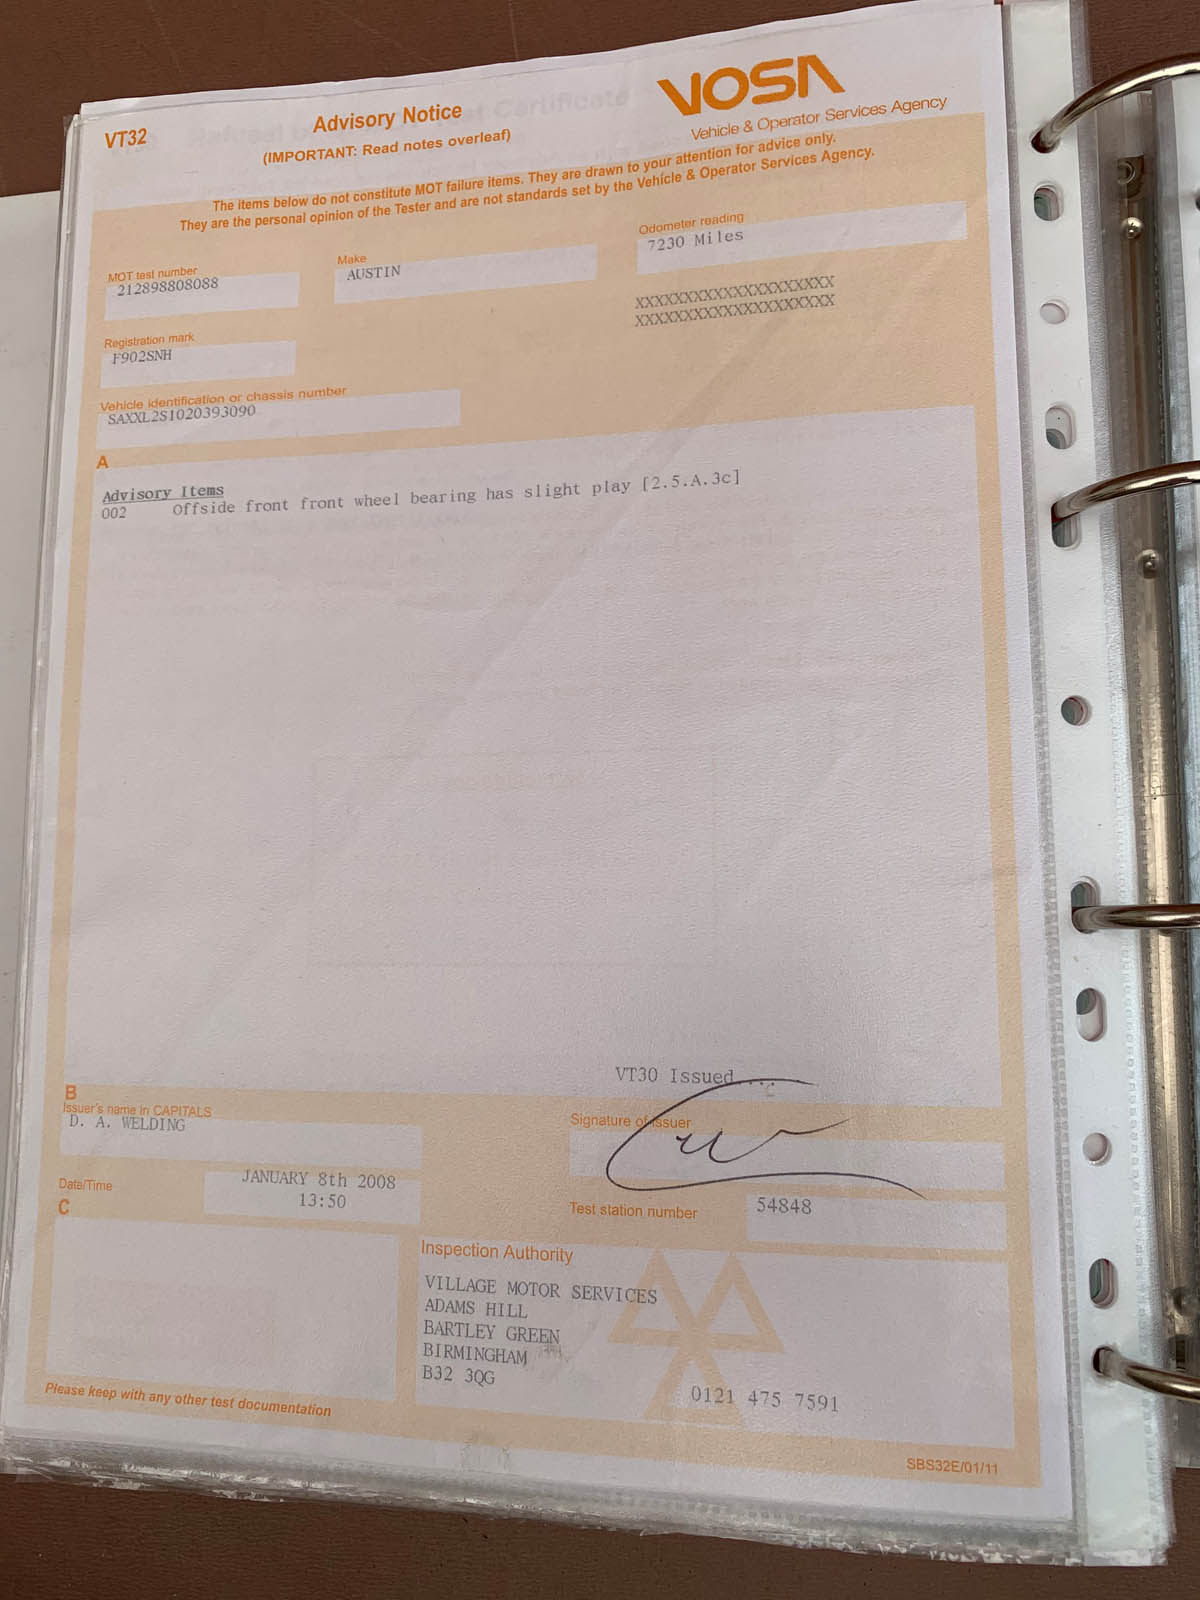 VT32
Advisory Notice
(IMPORTANT: Read notes overleaf)
VOSA
Vehicle & Operator Services Agency
The items below do not constitute MOT failure items. They are drawn to your attention for advice only.
They are the personal opinion of the Tester and are not standards set by the Vehicle & Operator Services Agency.
MOT test number
212898808088
Make
AUSTIN
Odometer reading
7230 Miles
XXXXXXXXXXXXXXXXXXXX
XXXXXXXXXXXXXXXXXXXX
Registration mark
F902SNH
Vehicle identification or chassis number
SAXXL2S1020393090
A
Advisory Items
002 Offside front front wheel bearing has slight play [2.5.A.3c]
VT30 Issued
B
Issuer's name in CAPITALS
D. A. WELDING
Signature of issuer
Date/Time
JANUARY 8th 2008
13:50
Test station number
54848
C
Inspection Authority
VILLAGE MOTOR SERVICES
ADAMS HILL
BARTLEY GREEN
BIRMINGHAM
B32 3QG
0121 475 7591
Please keep with any other test documentation
SBS32E/01/11